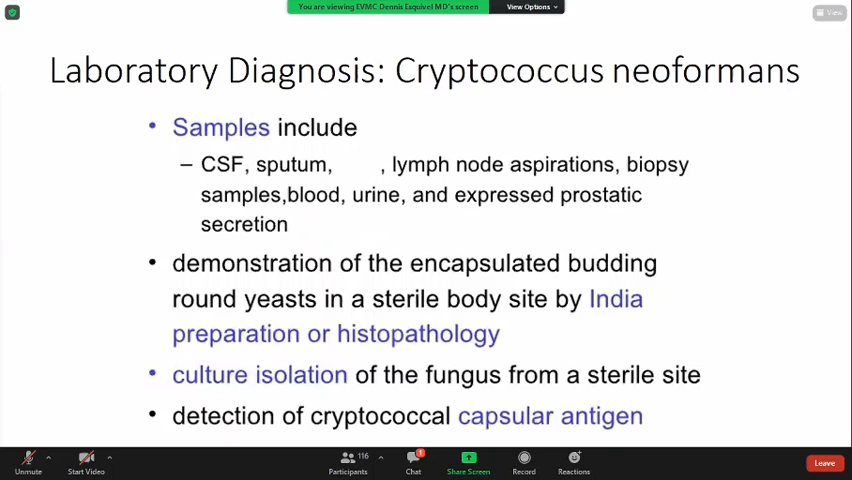 You are viewing EVMC Dennis Esquivel MD's screen
View Options
View
Laboratory Diagnosis: Cryptococcus neoformans
• Samples include
– CSF, sputum, , lymph node aspirations, biopsy
samples,blood, urine, and expressed prostatic
secretion
• demonstration of the encapsulated budding
round yeasts in a sterile body site by India
preparation or histopathology
• culture isolation of the fungus from a sterile site
• detection of cryptococcal capsular antigen
Unmute
Start Video
116
Participants
1
Chat
Share Screen
Record
Reactions
Leave